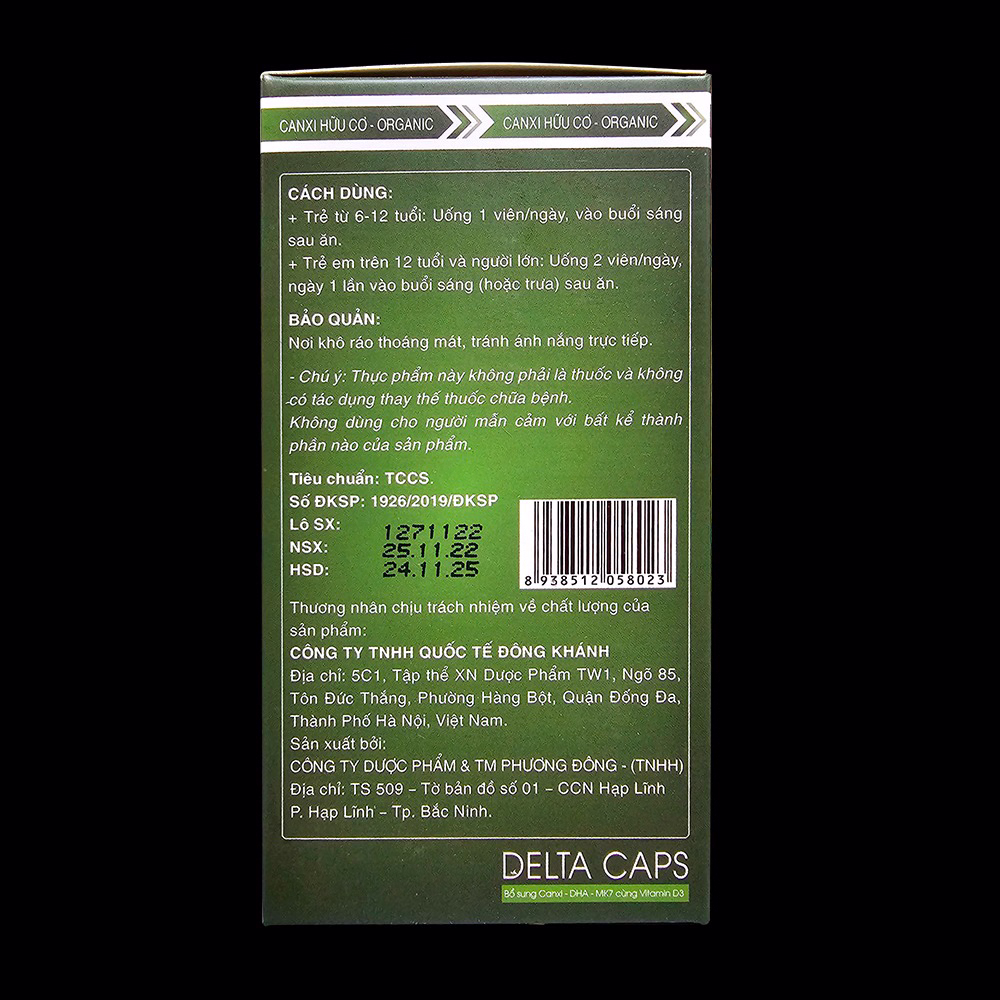 CANXI HỮU CƠ - ORGANIC CANXI HỮU CƠ - ORGANIC
CÁCH DÙNG:
+ Trẻ từ 6-12 tuổi: Uống 1 viên/ngày, vào buổi sáng
sau ăn.
+ Trẻ em trên 12 tuổi và người lớn: Uống 2 viên/ngày,
ngày 1 lần vào buổi sáng (hoặc trưa) sau ăn.
BẢO QUẢN:
Nơi khô ráo thoáng mát, tránh ánh nắng trực tiếp.
- Chú ý: Thực phẩm này không phải là thuốc và không
có tác dụng thay thế thuốc chữa bệnh.
Không dùng cho người mẫn cảm với bất kể thành
phần nào của sản phẩm.
Tiêu chuẩn: TCCS.
Số ĐKSP: 1926/2019/ĐKSP
Lô SX: 1271122
NSX: 25.11.22
HSD: 24.11.25
8 938512 058023
Thương nhân chịu trách nhiệm về chất lượng của
sản phẩm:
CÔNG TY TNHH QUỐC TẾ ĐÔNG KHÁNH
Địa chỉ: 5C1, Tập thể XN Dược Phẩm TW1, Ngõ 85,
Tôn Đức Thắng, Phường Hàng Bột, Quận Đống Đa,
Thành Phố Hà Nội, Việt Nam.
Sản xuất bởi:
CÔNG TY DƯỢC PHẨM & TM PHƯƠNG ĐÔNG - (TNHH)
Địa chỉ: TS 509 – Tờ bản đồ số 01 – CCN Hạp Lĩnh
P. Hạp Lĩnh – Tp. Bắc Ninh.
DELTA CAPS
Bổ sung Canxi - DHA - MK7 cùng Vitamin D3